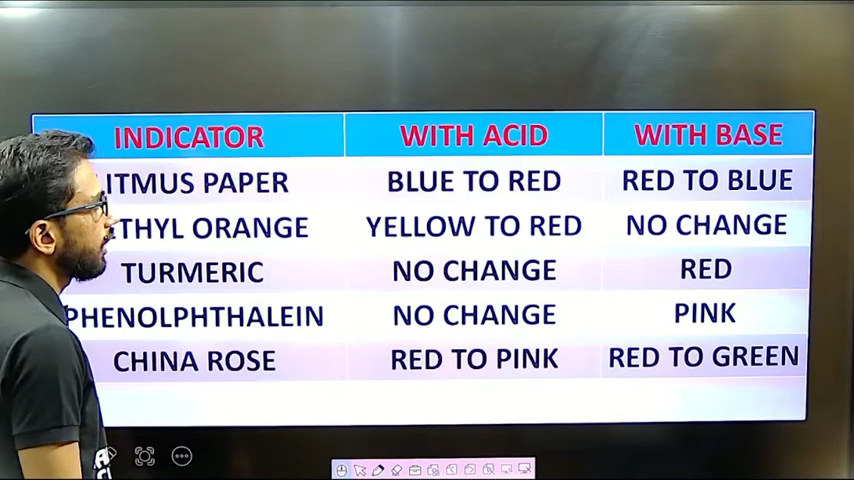 INDICATOR WITH ACID WITH BASE
ITMUS PAPER BLUE TO RED RED TO BLUE
THYL ORANGE YELLOW TO RED NO CHANGE
TURMERIC NO CHANGE RED
PHENOLPHTHALEIN NO CHANGE PINK
CHINA ROSE RED TO PINK RED TO GREEN